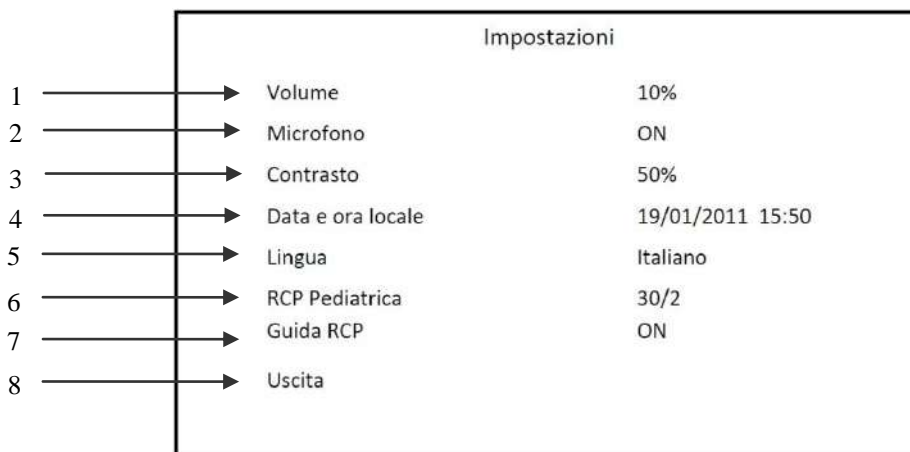 Impostazioni
1 Volume 10%
2 Microfono ON
3 Contrasto 50%
4 Data e ora locale 19/01/2011 15:50
5 Lingua Italiano
6 RCP Pediatrica 30/2
7 Guida RCP ON
8 Uscita